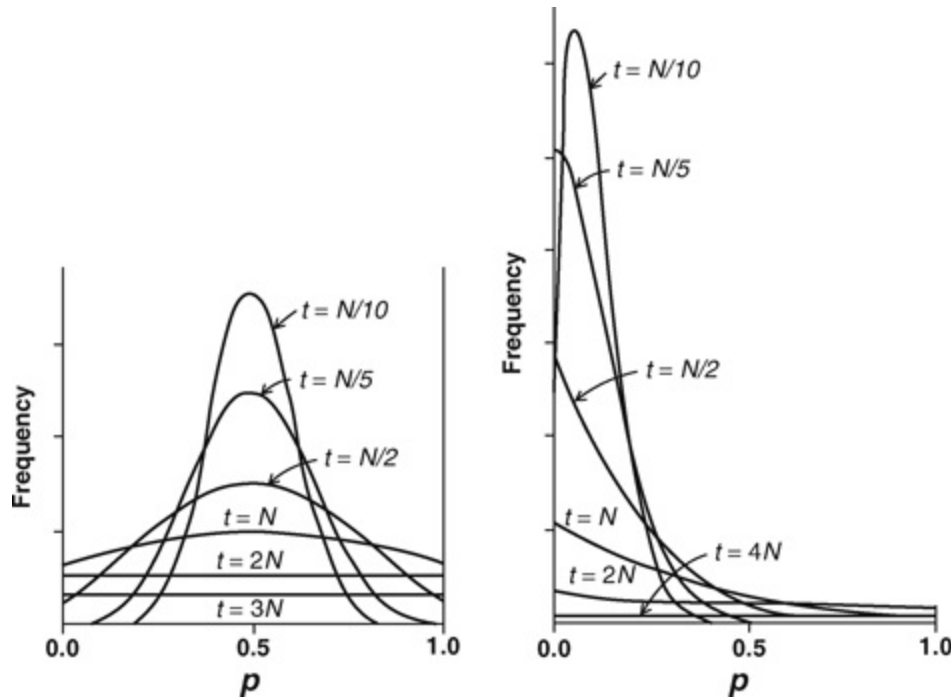 Frequency
t = N/10
t = N/5
t = N/2
t = N
t = 2N
t = 3N
0.0
0.5
1.0
p
Frequency
t = N/10
t = N/5
t = N/2
t = N
t = 4N
t = 2N
0.0
0.5
1.0
p